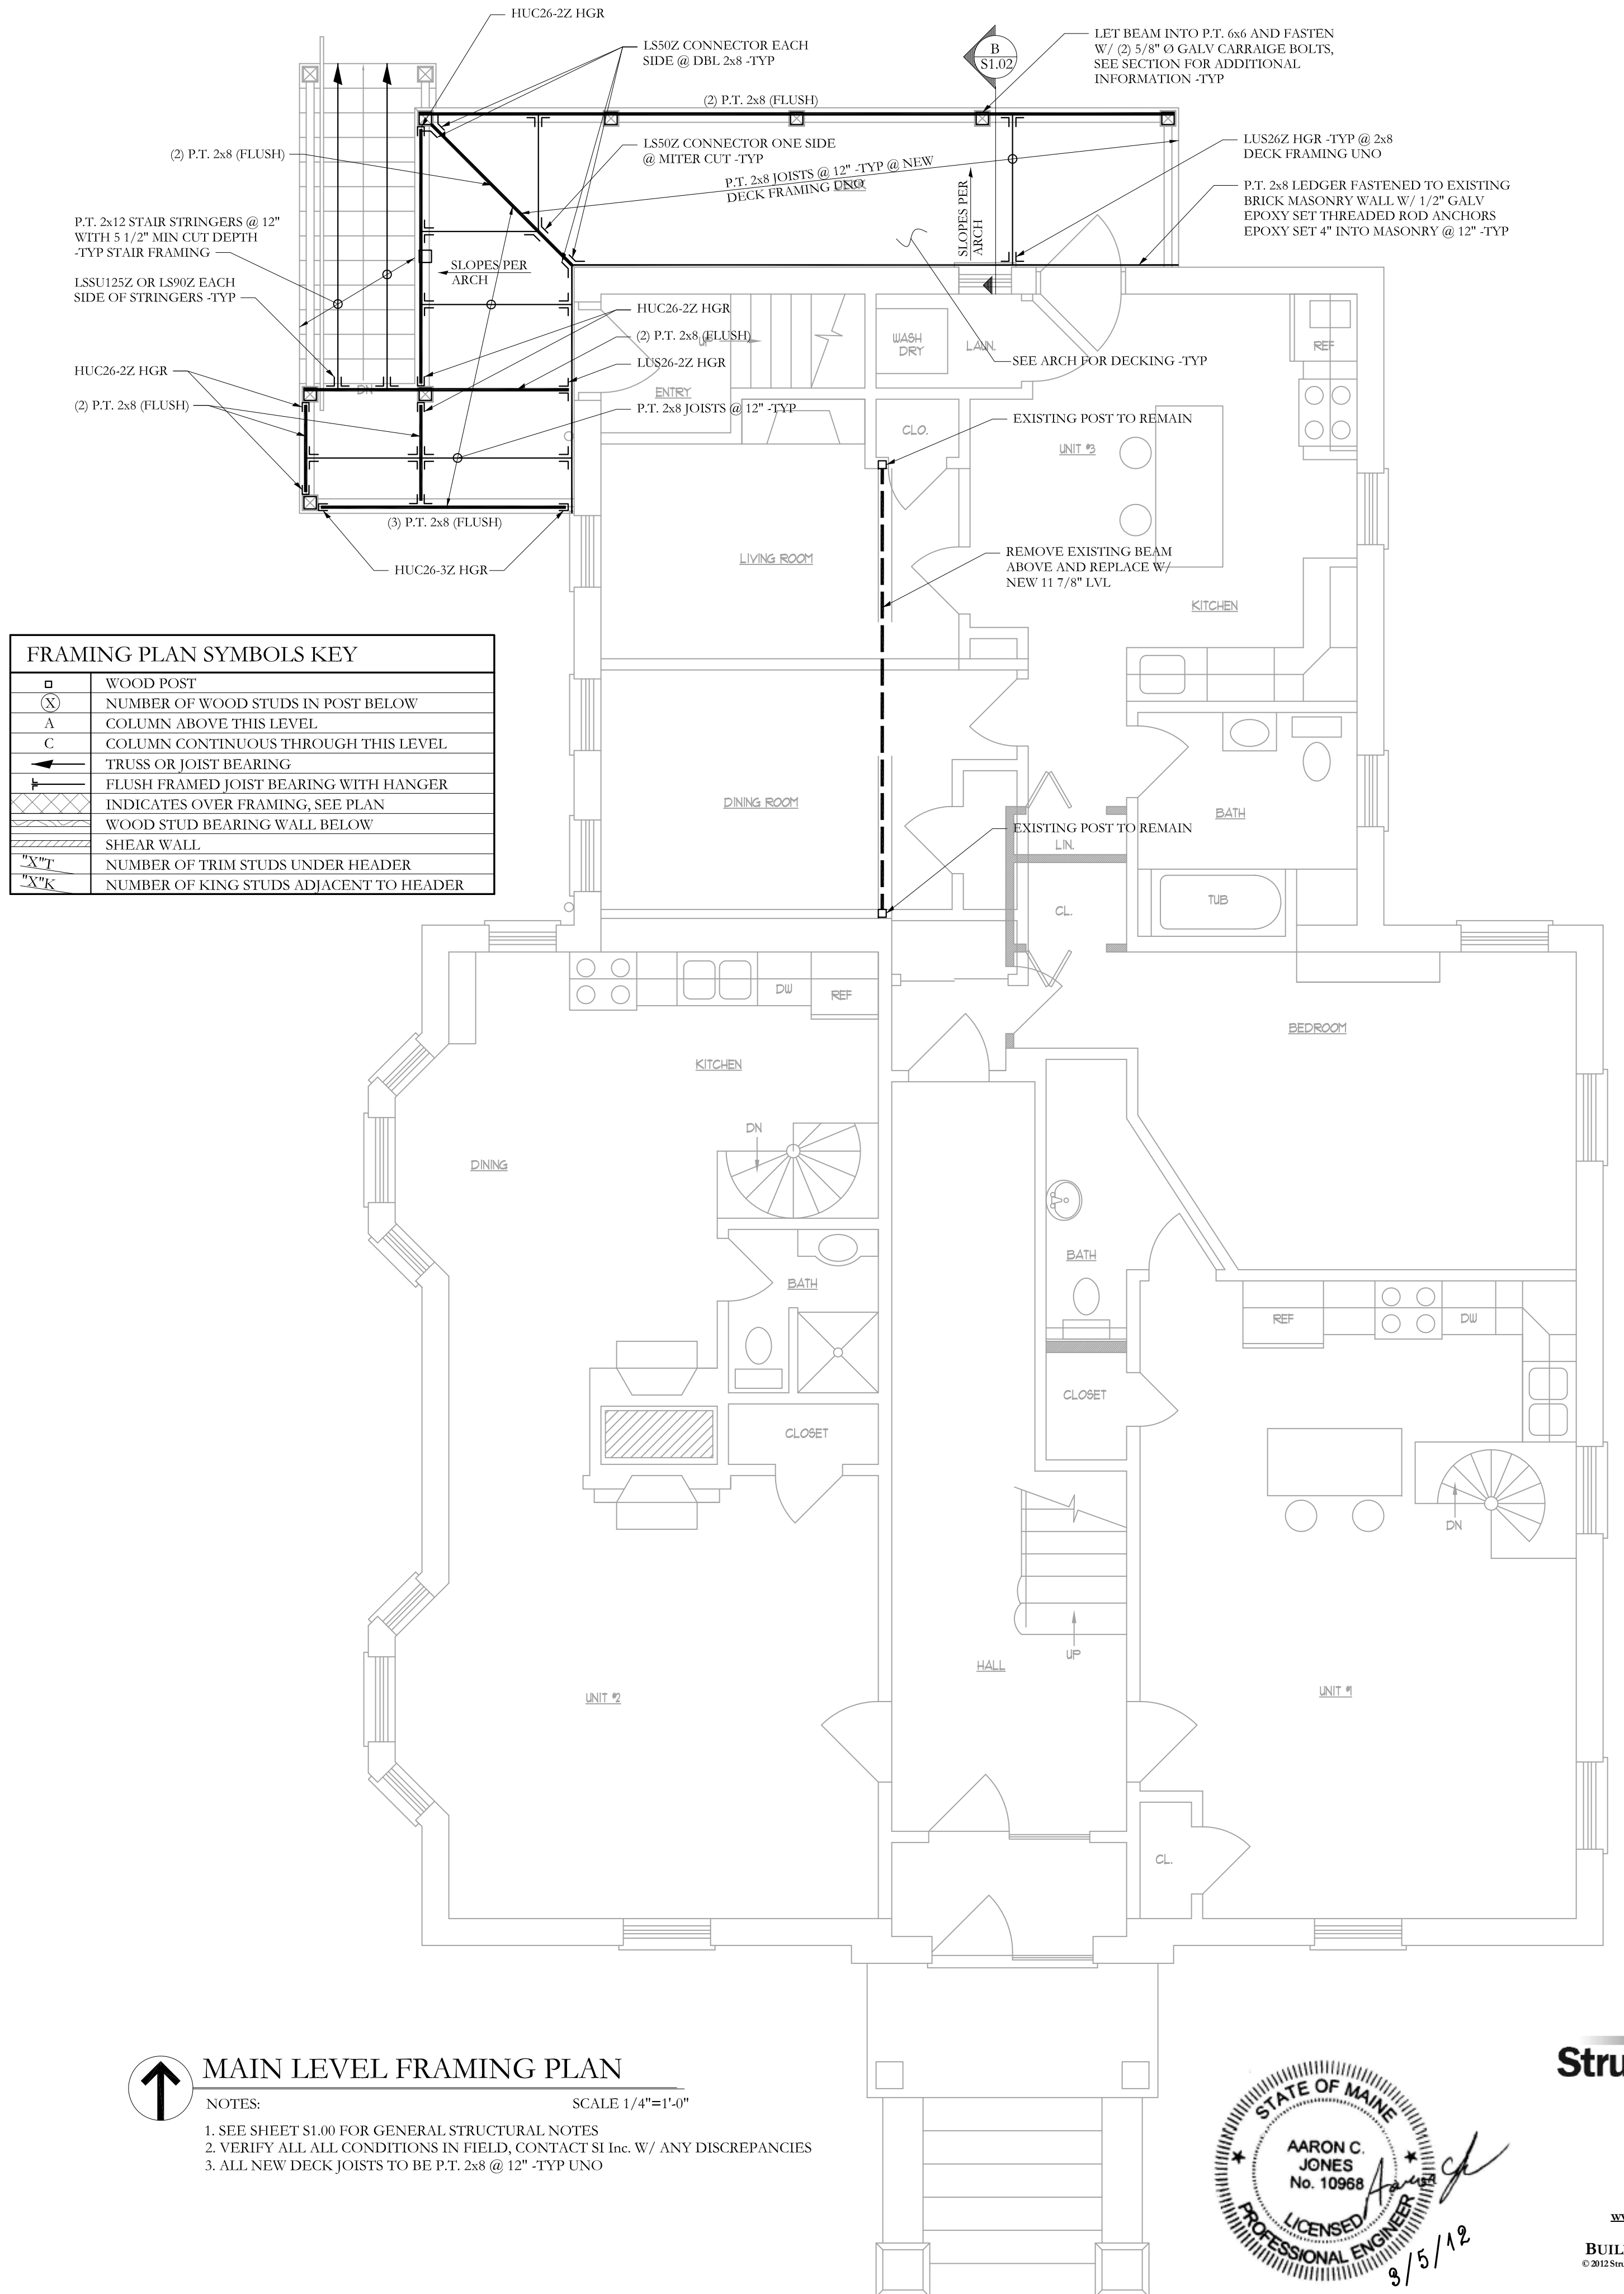 HUC26-2Z HGR
LS50Z CONNECTOR EACH
SIDE @ DBL 2x8 -TYP
B
S1.02
LET BEAM INTO P.T. 6x6 AND FASTEN
W/ (2) 5/8" Ø GALV CARRAIGE BOLTS,
SEE SECTION FOR ADDITIONAL
INFORMATION -TYP
(2) P.T. 2x8 (FLUSH)
(2) P.T. 2x8 (FLUSH)
LS50Z CONNECTOR ONE SIDE
@ MITER CUT -TYP
P.T. 2x8 JOISTS @ 12" -TYP @ NEW
DECK FRAMING UNO
SLOPES PER
ARCH
LUS26Z HGR -TYP @ 2x8
DECK FRAMING UNO
P.T. 2x8 LEDGER FASTENED TO EXISTING
BRICK MASONRY WALL W/ 1/2" GALV
EPOXY SET THREADED ROD ANCHORS
EPOXY SET 4" INTO MASONRY @ 12" -TYP
P.T. 2x12 STAIR STRINGERS @ 12"
WITH 5 1/2" MIN CUT DEPTH
-TYP STAIR FRAMING
LSSU125Z OR LS90Z EACH
SIDE OF STRINGERS -TYP
SLOPES PER
ARCH
HUC26-2Z HGR
(2) P.T. 2x8 (FLUSH)
UP
LUS26-2Z HGR
WASH
DRY
LAUN.
SEE ARCH FOR DECKING -TYP
REF
HUC26-2Z HGR
(2) P.T. 2x8 (FLUSH)
DN
ENTRY
P.T. 2x8 JOISTS @ 12" -TYP
CLO.
EXISTING POST TO REMAIN
UNIT #3
(3) P.T. 2x8 (FLUSH)
HUC26-3Z HGR
LIVING ROOM
REMOVE EXISTING BEAM
ABOVE AND REPLACE W/
NEW 11 7/8" LVL
KITCHEN
FRAMING PLAN SYMBOLS KEY
WOOD POST
X NUMBER OF WOOD STUDS IN POST BELOW
A COLUMN ABOVE THIS LEVEL
C COLUMN CONTINUOUS THROUGH THIS LEVEL
TRUSS OR JOIST BEARING
FLUSH FRAMED JOIST BEARING WITH HANGER
INDICATES OVER FRAMING, SEE PLAN
WOOD STUD BEARING WALL BELOW
SHEAR WALL
"X"T NUMBER OF TRIM STUDS UNDER HEADER
"X"K NUMBER OF KING STUDS ADJACENT TO HEADER
DINING ROOM
BATH
EXISTING POST TO REMAIN
LIN.
TUB
CL.
DW
REF
BEDROOM
KITCHEN
DN
DINING
BATH
BATH
REF
DW
CLOSET
CLOSET
DN
HALL
UP
UNIT #2
UNIT #1
CL.
MAIN LEVEL FRAMING PLAN
NOTES:
SCALE 1/4"=1'-0"
1. SEE SHEET S1.00 FOR GENERAL STRUCTURAL NOTES
2. VERIFY ALL ALL CONDITIONS IN FIELD, CONTACT SI Inc. W/ ANY DISCREPANCIES
3. ALL NEW DECK JOISTS TO BE P.T. 2x8 @ 12" -TYP UNO
STATE OF MAINE
AARON C.
JONES
No. 10968
LICENSED
PROFESSIONAL ENGINEER
3/5/12
Stru
BUIL
© 2012 Stru